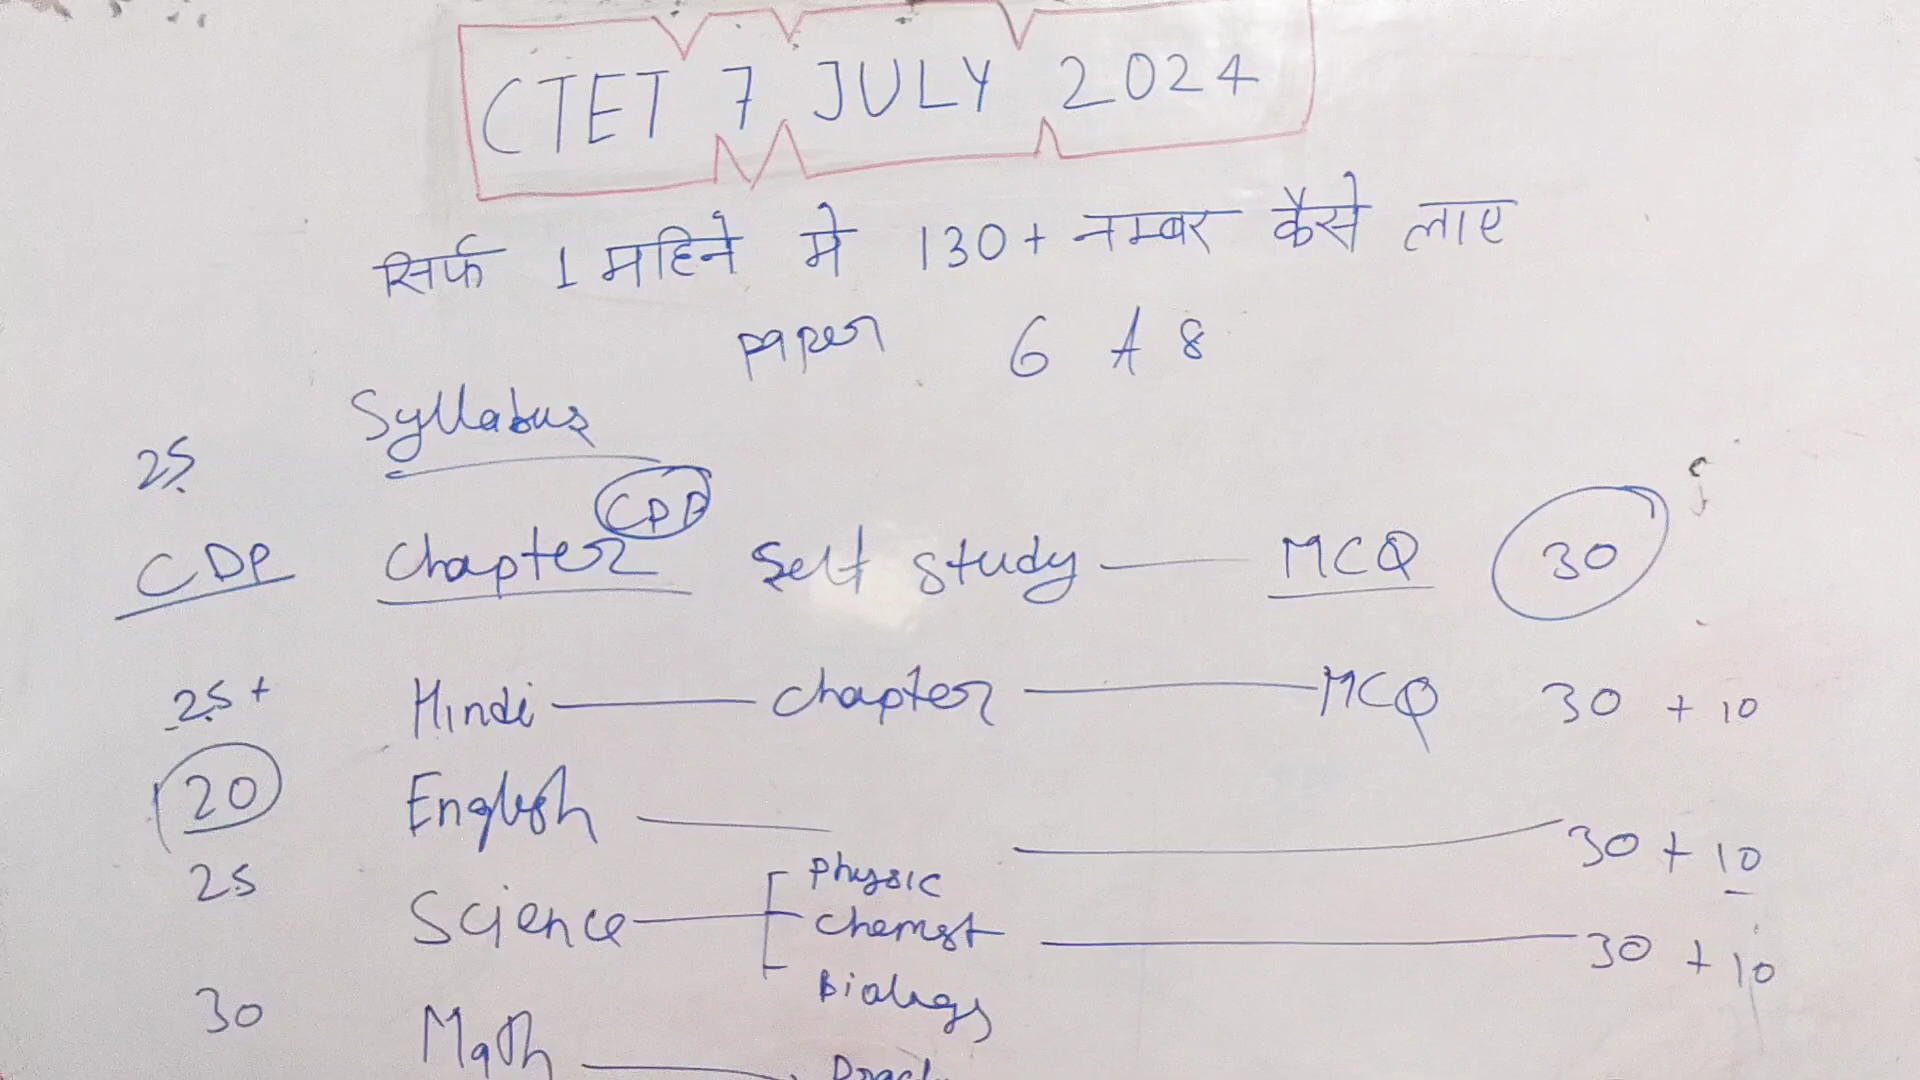 CTET 7 JULY 2024
सिर्फ 1 महिने मे 130+ नम्बर कैसे लाए
paper 6 A 8
Syllabus
25
CDP
CDP Chapter Self study — MCQ 30
25+ Hindi — chapter — MCQ 30 + 10
20 English — 30 + 10
25 Science — Physic
Chemst — 30 + 10
Biology
30 Math —